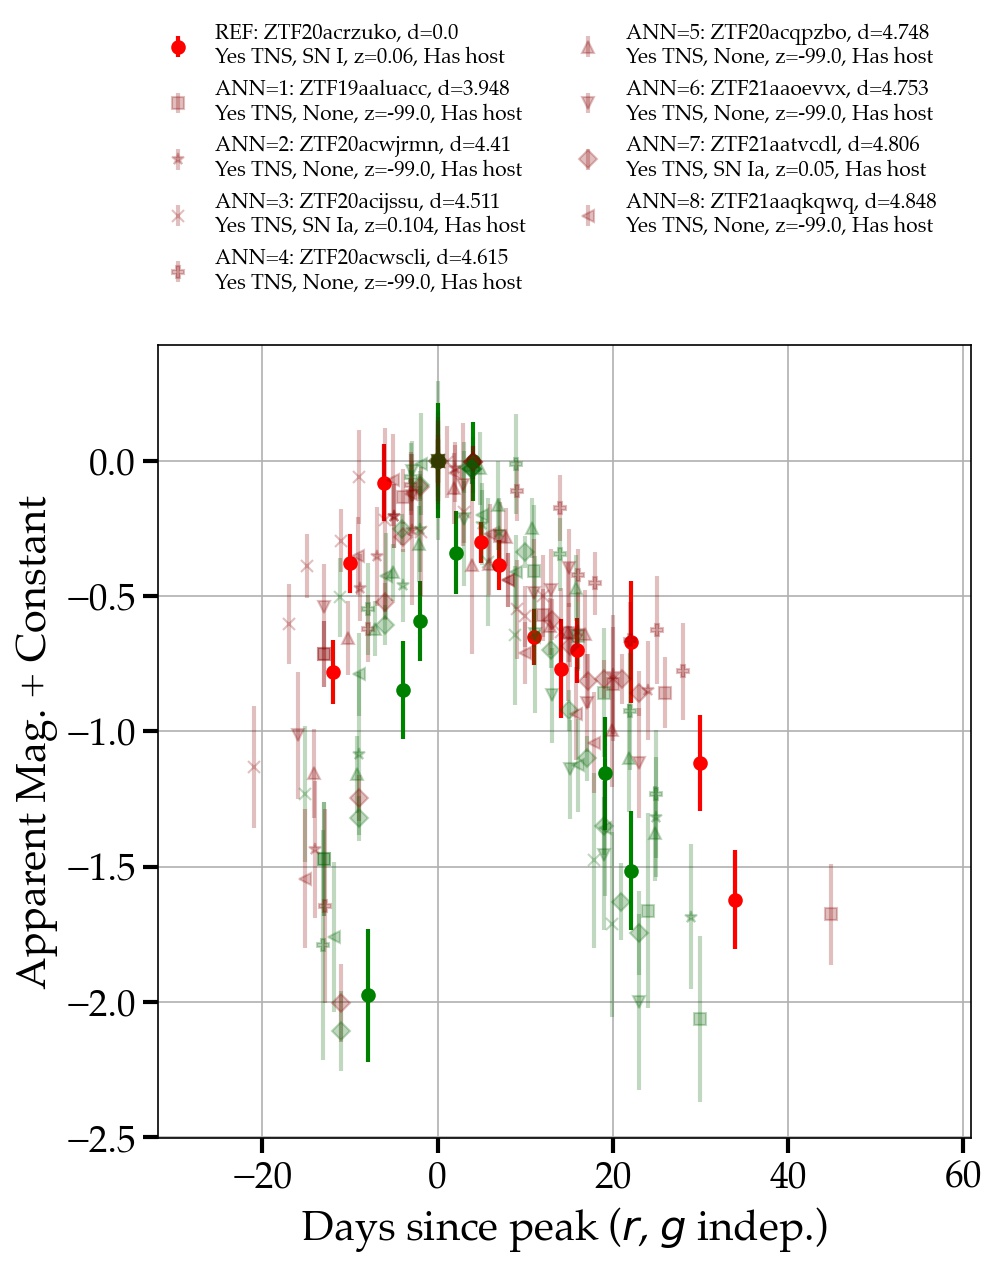 REF: ZTF20acrzuko, d=0.0
Yes TNS, SN I, z=0.06, Has host
ANN=1: ZTF19aaluacc, d=3.948
Yes TNS, None, z=-99.0, Has host
ANN=2: ZTF20acwjrmn, d=4.41
Yes TNS, None, z=-99.0, Has host
ANN=3: ZTF20acijssu, d=4.511
Yes TNS, SN Ia, z=0.104, Has host
ANN=4: ZTF20acwscli, d=4.615
Yes TNS, None, z=-99.0, Has host
ANN=5: ZTF20acqpzbo, d=4.748
Yes TNS, None, z=-99.0, Has host
ANN=6: ZTF21aaoevvx, d=4.753
Yes TNS, None, z=-99.0, Has host
ANN=7: ZTF21aatvcdl, d=4.806
Yes TNS, SN Ia, z=0.05, Has host
ANN=8: ZTF21aaqkqwq, d=4.848
Yes TNS, None, z=-99.0, Has host
Apparent Mag. + Constant
0.0
−0.5
−1.0
−1.5
−2.0
−2.5
−20
0
20
40
60
Days since peak (r, g indep.)